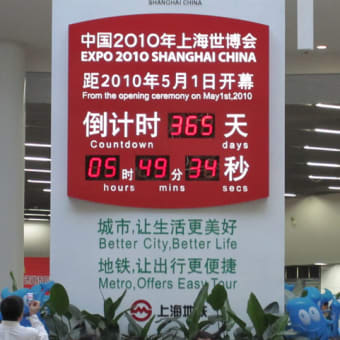 SHANGHAI CHINA
中国2010年上海世博会
EXPO 2010 SHANGHAI CHINA
距2010年5月1日开幕
From the opening ceremony on May1st,2010
倒计时 365 天
Countdown days
05 时 49 分 34 秒
hours mins secs
城市,让生活更美好
Better City,Better Life
地铁,让出行更便捷
Metro,Offers Easy Tour
上海地铁